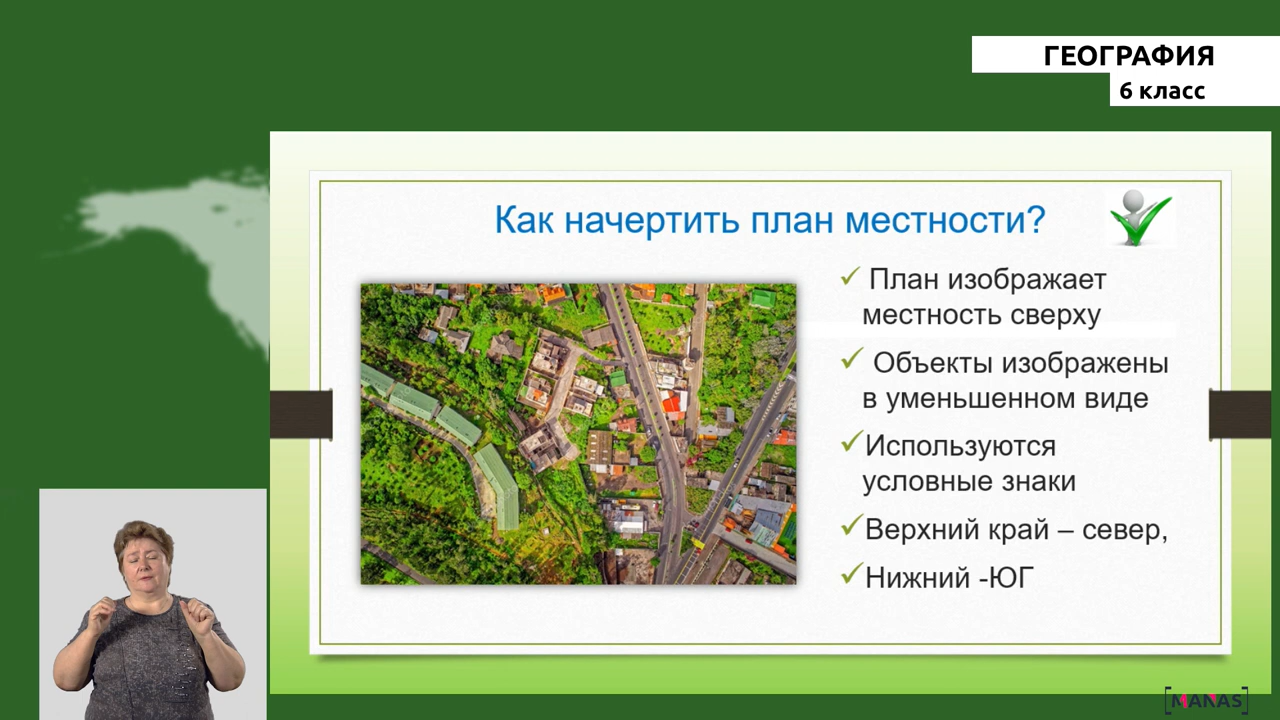 ГЕОГРАФИЯ
6 класс
Как начертить план местности?
План изображает
местность сверху
Объекты изображены
в уменьшенном виде
Используются
условные знаки
Верхний край – север,
Нижний -ЮГ
[MANAS]